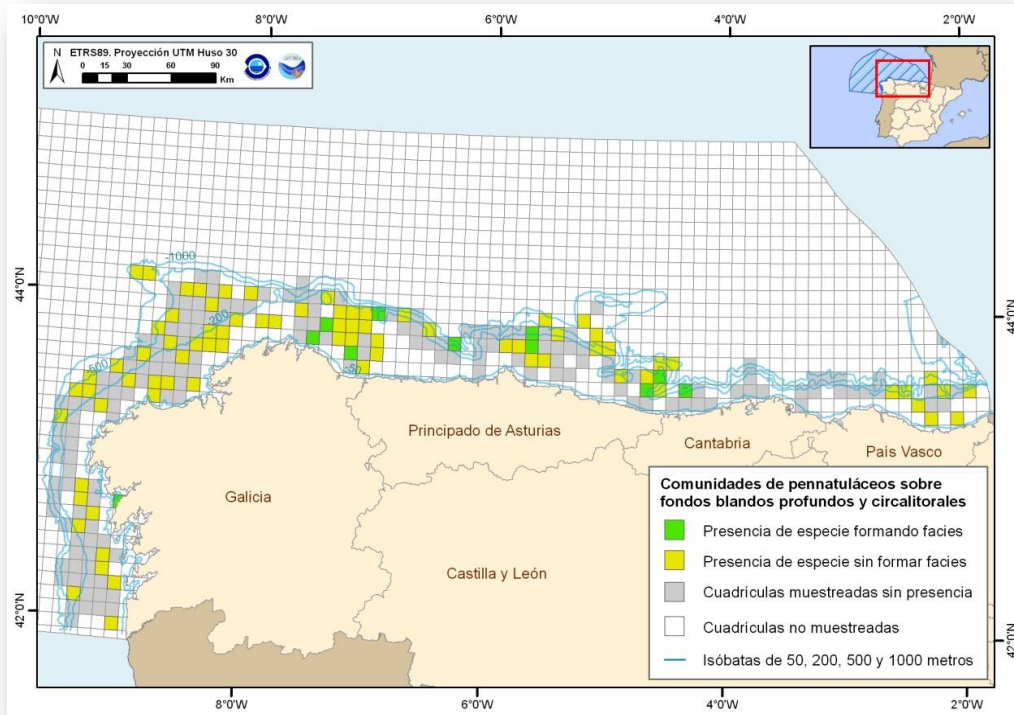 10°0'W 8°0'W 6°0'W 4°0'W 2°0'W
N ETRS89. Proyección UTM Huso 30
0 15 30 60 90
Km
-1000
44°0'N
44°0'N
-200
-500
-50
Principado de Asturias
Cantabria
País Vasco
Galicia
Castilla y León
Comunidades de pennatuláceos sobre
fondos blandos profundos y circalitorales
Presencia de especie formando facies
Presencia de especie sin formar facies
Cuadrículas muestreadas sin presencia
Cuadrículas no muestreadas
Isóbatas de 50, 200, 500 y 1000 metros
42°0'N
42°0'N
8°0'W 6°0'W 4°0'W 2°0'W